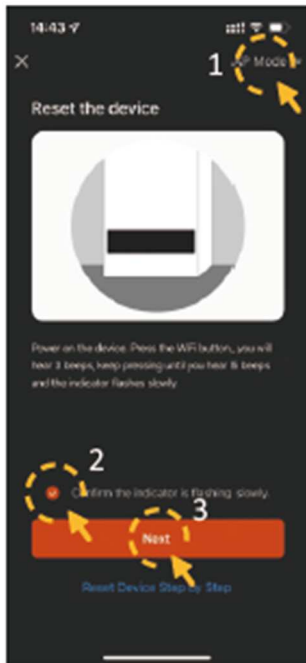 14:43
1
AP Mode
Reset the device
Power on the device. Press the WiFi button, you will
hear 3 beeps, keep pressing until you hear 5 beeps
and the indicator flashes slowly.
2
Confirm the indicator is flashing slowly.
3
Next
Reset Device Step by Step